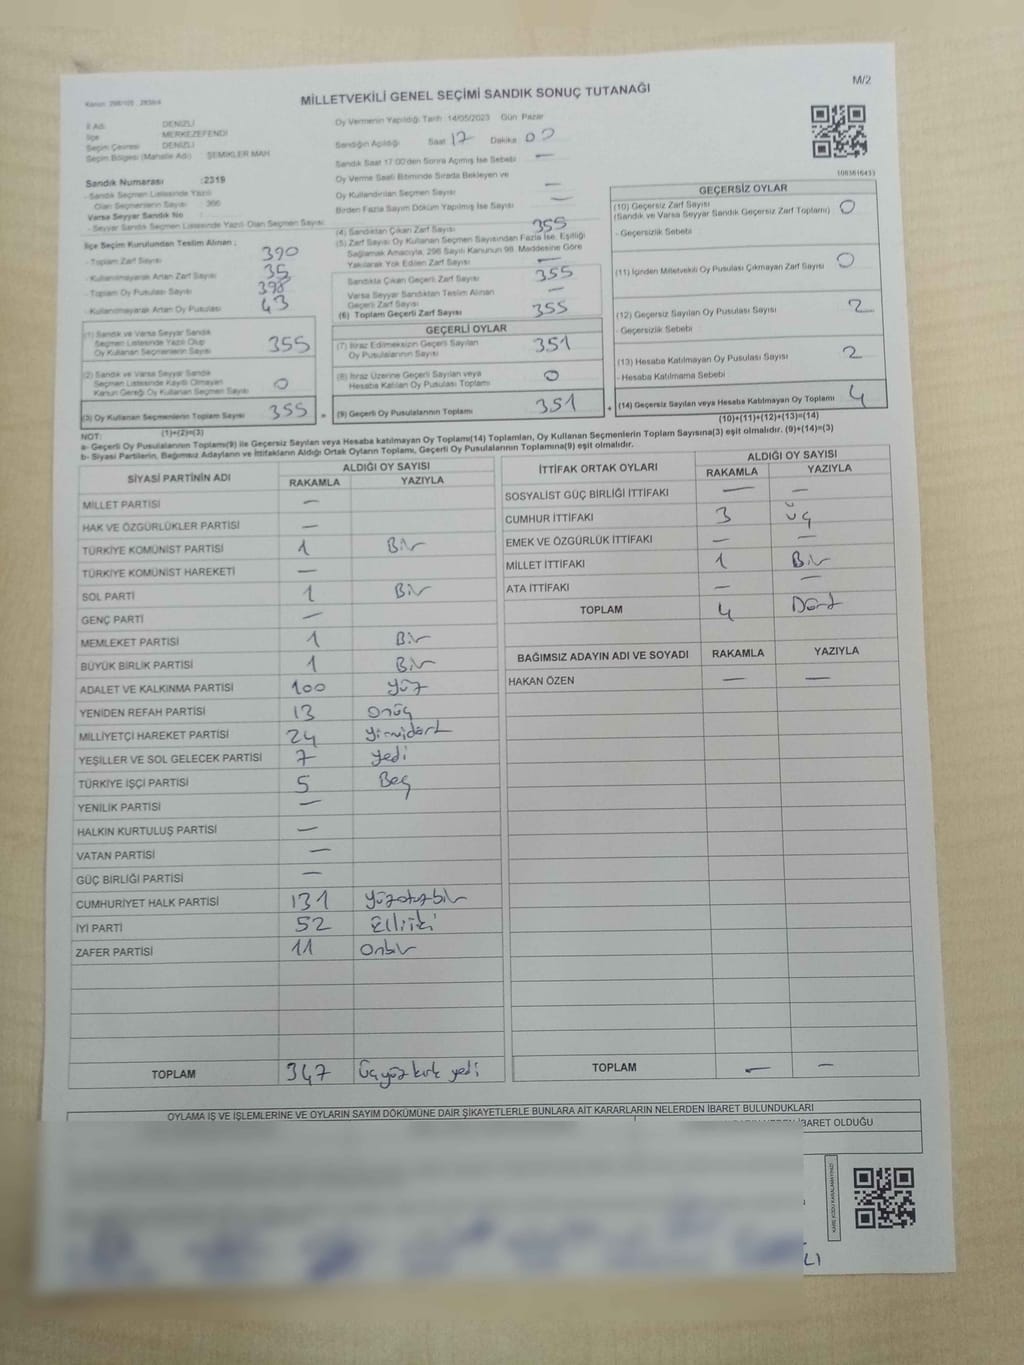 M/2
MİLLETVEKİLİ GENEL SEÇİMİ SANDIK SONUÇ TUTANAĞI
İl Adı: DENİZLİ
İlçe MERKEZEFENDİ
Seçim Çevresi DENİZLİ
Seçim Bölgesi (Mahalle Adı) ŞEMİKLER MAH
Sandık Numarası :2319
- Sandık Seçmen Listesinde Yazılı
Olan Seçmenlerin Sayısı : 366
Varsa Seyyar Sandık No
- Seyyar Sandık Seçmen Listesinde Yazılı Olan Seçmen Sayısı
İlçe Seçim Kurulundan Teslim Alınan ;
- Toplam Zarf Sayısı 390
- Kullanılmayarak Artan Zarf Sayısı 35
- Toplam Oy Pusulası Sayısı 398
- Kullanılmayarak Artan Oy Pusulası 43
(1) Sandık ve Varsa Seyyar Sandık
Seçmen Listesinde Yazılı Olup
Oy Kullanan Seçmenlerin Sayısı 355
(2) Sandık ve Varsa Seyyar Sandık
Seçmen Listesinde Kayıtlı Olmayan
Kanun Gereği Oy Kullanan Seçmen Sayısı 0
(3) Oy Kullanan Seçmenlerin Toplam Sayısı 355 =
(1)+(2)=(3)
Oy Vermenin Yapıldığı Tarih : 14/05/2023 Gün Pazar
Sandığın Açıldığı Saat 17 Dakika 00
Sandık Saat 17:00'den Sonra Açılmış İse Sebebi —
Oy Verme Saati Bitiminde Sırada Bekleyen ve
Oy Kullandırılan Seçmen Sayısı —
Birden Fazla Sayım Döküm Yapılmış İse Sayısı —
(4) Sandıktan Çıkan Zarf Sayısı 355
(5) Zarf Sayısı Oy Kullanan Seçmen Sayısından Fazla İse, Eşitliği
Sağlamak Amacıyla, 298 Sayılı Kanunun 98. Maddesine Göre
Yakılarak Yok Edilen Zarf Sayısı —
Sandıkta Çıkan Geçerli Zarf Sayısı 355
Varsa Seyyar Sandıktan Teslim Alınan
Geçerli Zarf Sayısı —
(6) Toplam Geçerli Zarf Sayısı 355
GEÇERLİ OYLAR
(7) İtiraz Edilmeksizin Geçerli Sayılan
Oy Pusulalarının Sayısı 351
(8) İtiraz Üzerine Geçerli Sayılan veya
Hesaba Katılan Oy Pusulası Toplamı 0
(9) Geçerli Oy Pusulalarının Toplamı 351 +
GEÇERSİZ OYLAR
(10) Geçersiz Zarf Sayısı 0
(Sandık ve Varsa Seyyar Sandık Geçersiz Zarf Toplamı)
- Geçersizlik Sebebi
(11) İçinden Milletvekili Oy Pusulası Çıkmayan Zarf Sayısı 0
(12) Geçersiz Sayılan Oy Pusulası Sayısı 2
- Geçersizlik Sebebi
(13) Hesaba Katılmayan Oy Pusulası Sayısı 2
- Hesaba Katılmama Sebebi
(14) Geçersiz Sayılan veya Hesaba Katılmayan Oy Toplamı 4
(10)+(11)+(12)+(13)=(14)
NOT:
a- Geçerli Oy Pusulalarının Toplamı(9) ile Geçersiz Sayılan veya Hesaba katılmayan Oy Toplamı(14) Toplamları, Oy Kullanan Seçmenlerin Toplam Sayısına(3) eşit olmalıdır. (9)+(14)=(3)
b- Siyasi Partilerin, Bağımsız Adayların ve İttifakların Aldığı Ortak Oyların Toplamı, Geçerli Oy Pusulalarının Toplamına(9) eşit olmalıdır.
SİYASİ PARTİNİN ADI ALDIĞI OY SAYISI
RAKAMLA YAZIYLA
MİLLET PARTİSİ —
HAK VE ÖZGÜRLÜKLER PARTİSİ —
TÜRKİYE KOMÜNİST PARTİSİ 1 Bir
TÜRKİYE KOMÜNİST HAREKETİ —
SOL PARTİ 1 Bir
GENÇ PARTİ —
MEMLEKET PARTİSİ 1 Bir
BÜYÜK BİRLİK PARTİSİ 1 Bir
ADALET VE KALKINMA PARTİSİ 100 Yüz
YENİDEN REFAH PARTİSİ 13 Onüç
MİLLİYETÇİ HAREKET PARTİSİ 24 Yirmidört
YEŞİLLER VE SOL GELECEK PARTİSİ 7 Yedi
TÜRKİYE İŞÇİ PARTİSİ 5 Beş
YENİLİK PARTİSİ —
HALKIN KURTULUŞ PARTİSİ —
VATAN PARTİSİ —
GÜÇ BİRLİĞİ PARTİSİ —
CUMHURİYET HALK PARTİSİ 131 Yüzotuzbir
İYİ PARTİ 52 Elliiki
ZAFER PARTİSİ 11 Onbir
TOPLAM 347 Üçyüz kırk yedi
İTTİFAK ORTAK OYLARI ALDIĞI OY SAYISI
RAKAMLA YAZIYLA
SOSYALİST GÜÇ BİRLİĞİ İTTİFAKI — —
CUMHUR İTTİFAKI 3 Üç
EMEK VE ÖZGÜRLÜK İTTİFAKI — —
MİLLET İTTİFAKI 1 Bir
ATA İTTİFAKI — —
TOPLAM 4 Dört
BAĞIMSIZ ADAYIN ADI VE SOYADI RAKAMLA YAZIYLA
HAKAN ÖZEN — —
TOPLAM — —
OYLAMA İŞ VE İŞLEMLERİNE VE OYLARIN SAYIM DÖKÜMÜNE DAİR ŞİKAYETLERLE BUNLARA AİT KARARLARIN NELERDEN İBARET BULUNDUKLARI
İBARET OLDUĞU